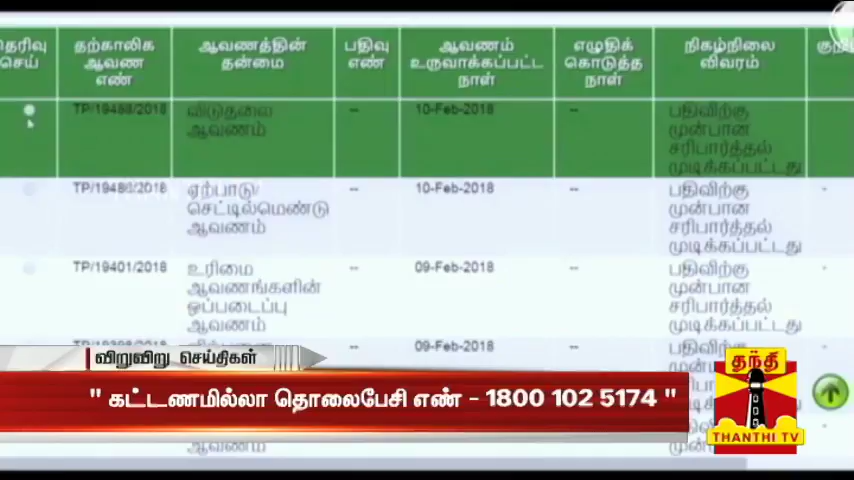 தெரிவு செய்
தற்காலிக ஆவண எண்
ஆவணத்தின் தன்மை
பதிவு எண்
ஆவணம் உருவாக்கப்பட்ட நாள்
எழுதிக் கொடுத்த நாள்
நிகழ்நிலை விவரம்
TP/19488/2018 விடுதலை ஆவணம் -- 10-Feb-2018 -- பதிவிற்கு முன்பான சரிபார்த்தல் முடிக்கப்பட்டது
TP/19486/2018 ஏற்பாடு/ செட்டில்மெண்டு ஆவணம் -- 10-Feb-2018 -- பதிவிற்கு முன்பான சரிபார்த்தல் முடிக்கப்பட்டது -
TP/19401/2018 உரிமை ஆவணங்களின் ஒப்படைப்பு ஆவணம் -- 09-Feb-2018 -- பதிவிற்கு முன்பான சரிபார்த்தல் முடிக்கப்பட்டது -
-- 09-Feb-2018 --
ஆவணம்
விறுவிறு செய்திகள்
" கட்டணமில்லா தொலைபேசி எண் - 1800 102 5174 "
தந்தி
THANTHI TV